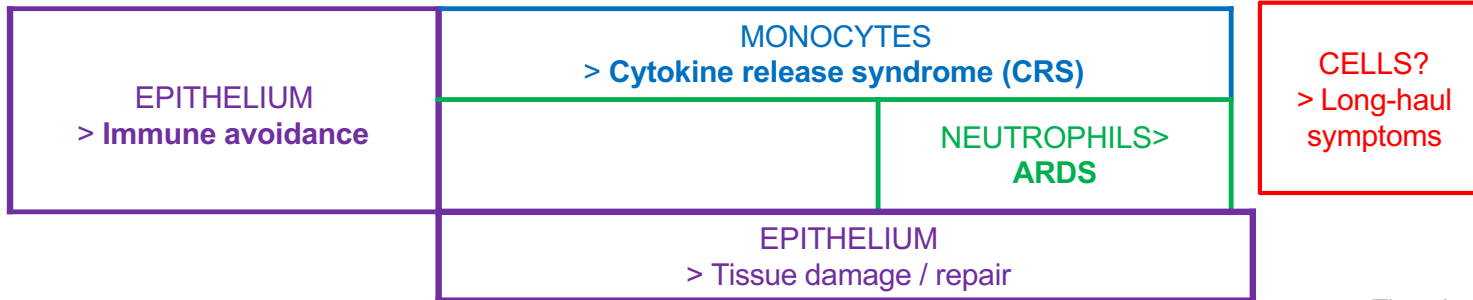 EPITHELIUM
> Immune avoidance
MONOCYTES
> Cytokine release syndrome (CRS)
NEUTROPHILS>
ARDS
EPITHELIUM
> Tissue damage / repair
CELLS?
> Long-haul
symptoms